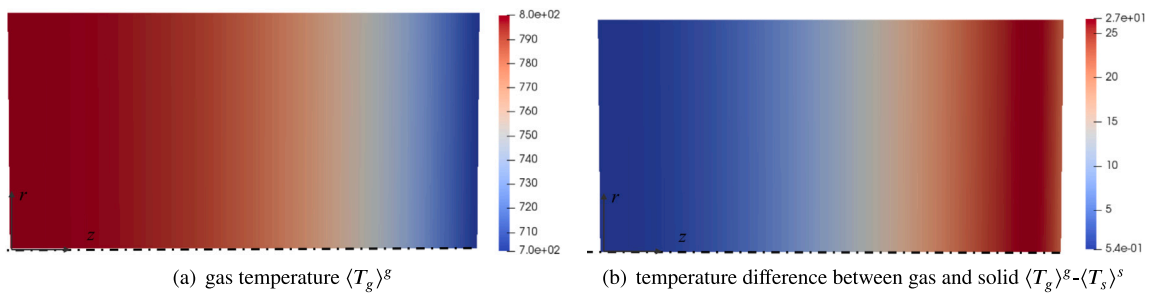 8.0e+02
790
780
770
760
750
740
730
720
710
7.0e+02
r
z
(a) gas temperature ⟨T_g⟩^g
2.7e+01
25
20
15
10
5
5.4e-01
r
z
(b) temperature difference between gas and solid ⟨T_g⟩^g-⟨T_s⟩^s